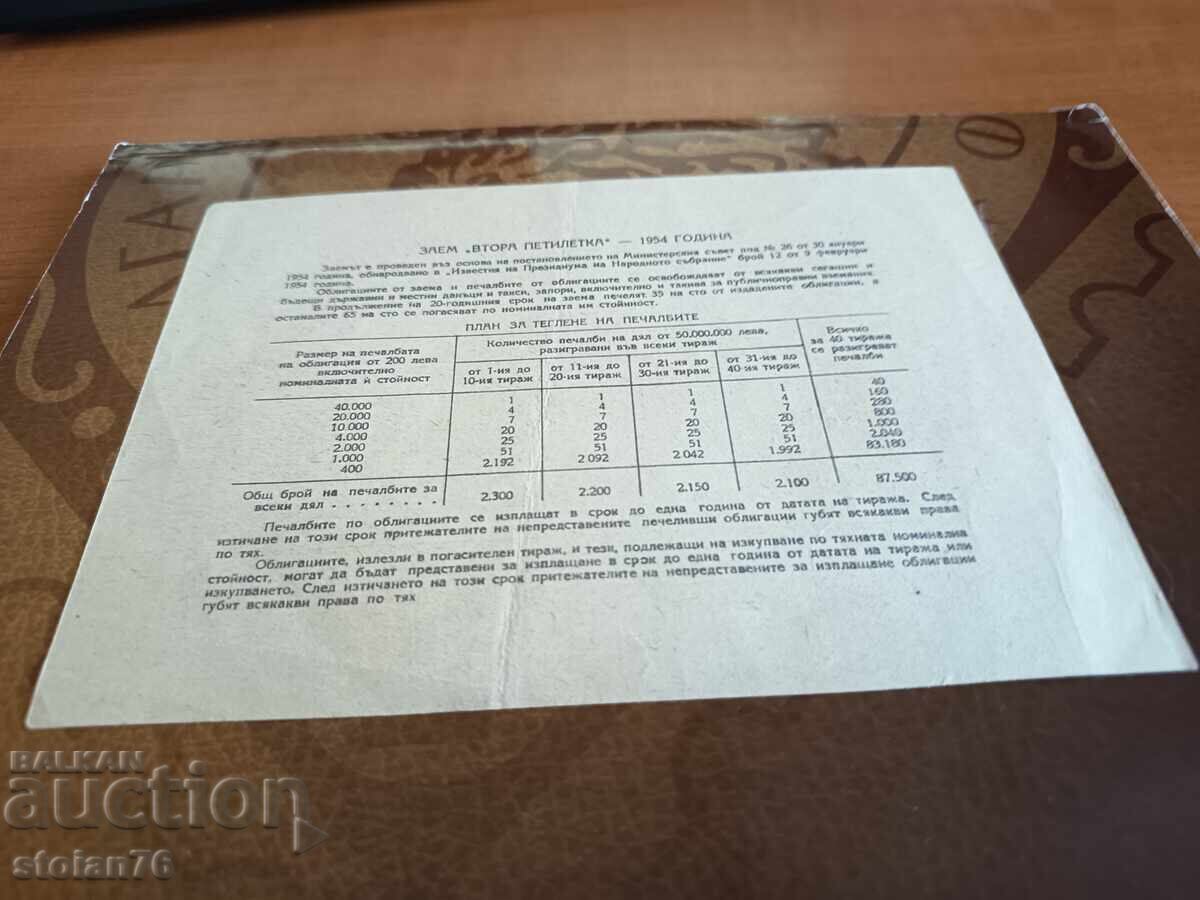 ТАЛ
ЗАЕМ „ВТОРА ПЕТИЛЕТКА" — 1954 ГОДИНА
Заемът е проведен въз основа на постановлението на Министерския съвет под № 26 от 30 януари
1954 година, обнародвано в „Известия на Президиума на Народното събрание" брой 12 от 9 февруари
1954 година.
Облигациите от заема и печалбите от облигациите се освобождават от всякакви сегашни и
бъдещи държавни и местни данъци и такси, запори, включително и такива за публичноправни вземания.
В продължение на 20-годишния срок на заема печелят 35 на сто от издадените облигации, а
останалите 65 на сто се погасяват по номиналната им стойност.
ПЛАН ЗА ТЕГЛЕНЕ НА ПЕЧАЛБИТЕ
Размер на печалбата
на облигация от 200 лева
включително
номиналната ѝ стойност
Количество печалби на дял от 50.000.000 лева,
разигравани във всеки тираж
Всичко
за 40 тиража
се разиграват
печалби
от 1-ия до
10-ия тираж
от 11-ия до
20-ия тираж
от 21-ия до
30-ия тираж
от 31-ия до
40-ия тираж
40.000 1 1 1 1 40
20.000 4 4 4 4 160
10.000 7 7 7 7 280
4.000 20 20 20 20 800
2.000 25 25 25 25 1.000
1.000 51 51 51 51 2.040
400 2.192 2 092 2 042 1.992 83.180
Общ брой на печалбите за
всеки дял . . . . . . . . 2.300 2.200 2.150 2.100 87.500
Печалбите по облигациите се изплащат в срок до една година от датата на тиража. След
изтичане на този срок притежателите на непредставените печеливши облигации губят всякакви права
по тях.
Облигациите, излезли в погасителен тираж, и тези, подлежащи на изкупване по тяхната номинална
стойност, могат да бъдат представени за изплащане в срок до една година от датата на тиража или
изкупването. След изтичането на този срок притежателите на непредставените за изплащане облигации
губят всякакви права по тях
BALKAN
auction
stoian76